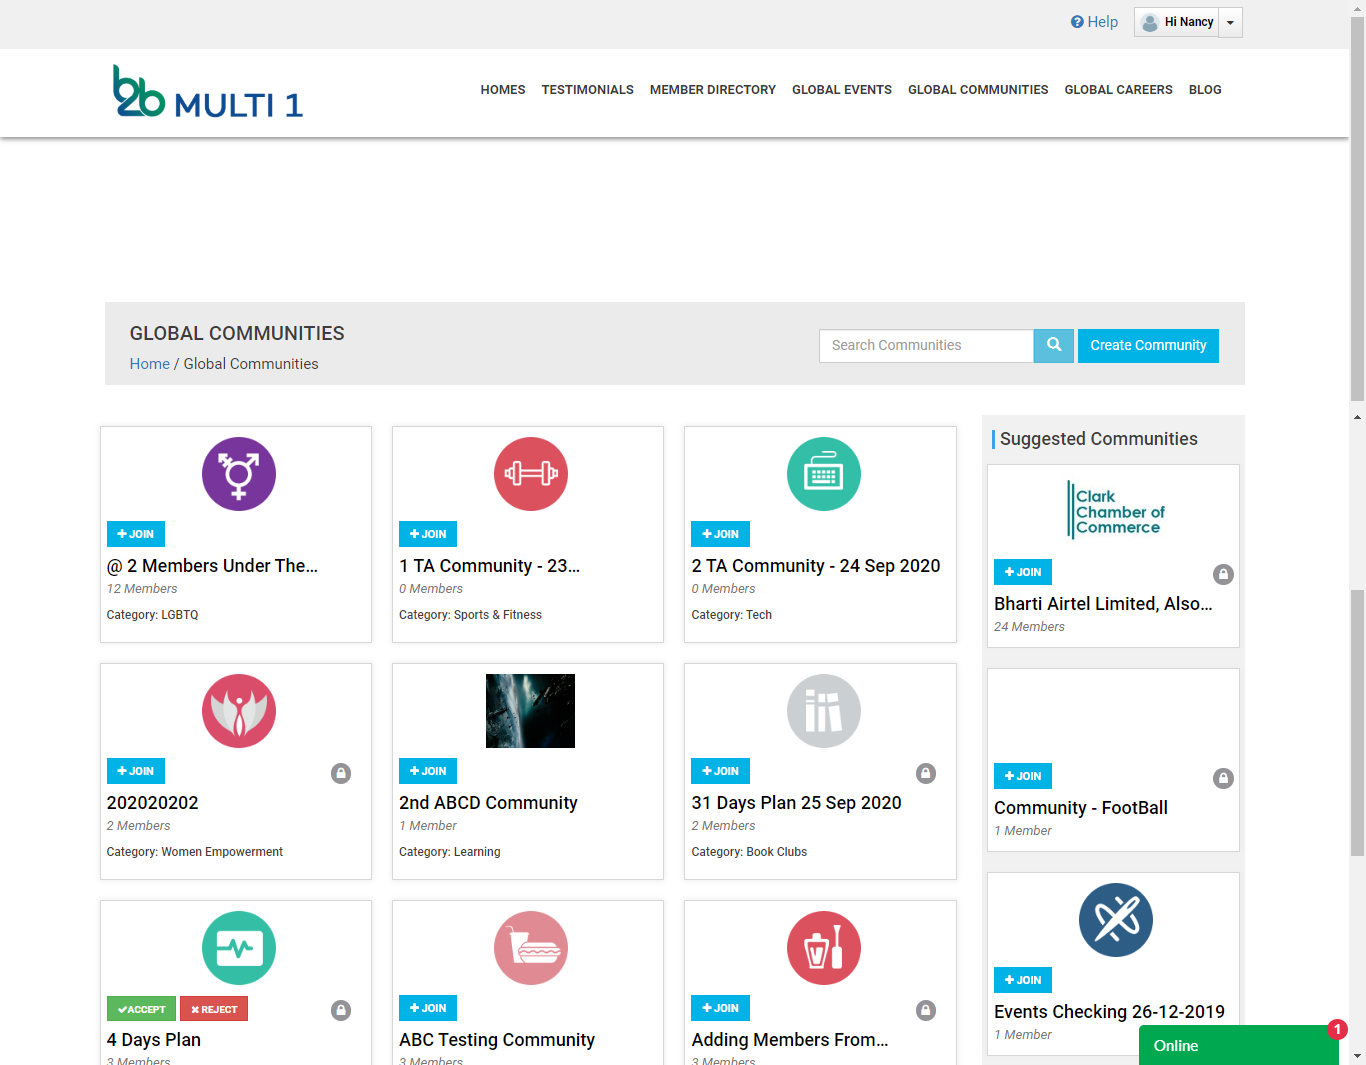 Help
Hi Nancy
b2b MULTI 1
HOMES TESTIMONIALS MEMBER DIRECTORY GLOBAL EVENTS GLOBAL COMMUNITIES GLOBAL CAREERS BLOG
GLOBAL COMMUNITIES
Home / Global Communities
Search Communities
Create Community
JOIN
@ 2 Members Under The...
12 Members
Category: LGBTQ
JOIN
1 TA Community - 23...
0 Members
Category: Sports & Fitness
JOIN
2 TA Community - 24 Sep 2020
0 Members
Category: Tech
JOIN
202020202
2 Members
Category: Women Empowerment
JOIN
2nd ABCD Community
1 Member
Category: Learning
JOIN
31 Days Plan 25 Sep 2020
2 Members
Category: Book Clubs
ACCEPT REJECT
4 Days Plan
3 Members
JOIN
ABC Testing Community
3 Members
JOIN
Adding Members From...
3 Members
Suggested Communities
Clark
Chamber of
Commerce
JOIN
Bharti Airtel Limited, Also...
24 Members
JOIN
Community - FootBall
1 Member
JOIN
Events Checking 26-12-2019
1 Member
Online
1